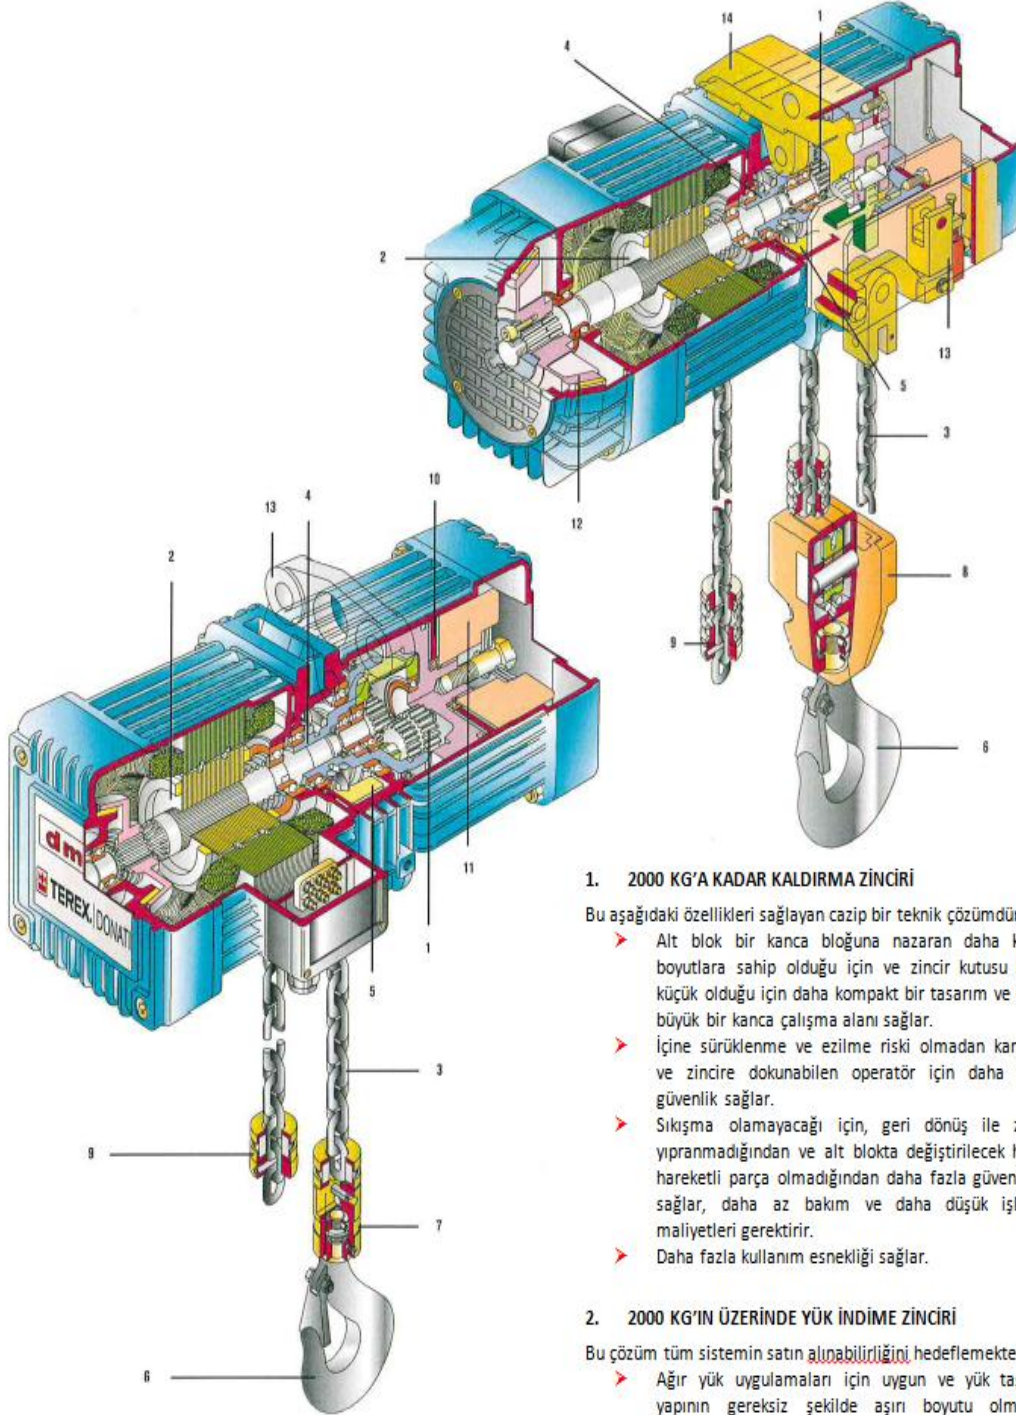 14
1
4
2
13
5
3
12
10
4
13
2
8
9
6
dm
TEREX. DONATI
11
1
5
3
9
7
6
1. 2000 KG'A KADAR KALDIRMA ZİNCİRİ
Bu aşağıdaki özellikleri sağlayan cazip bir teknik çözümdür
➤ Alt blok bir kanca bloğuna nazaran daha
boyutlara sahip olduğu için ve zincir kutusu
küçük olduğu için daha kompakt bir tasarım ve
büyük bir kanca çalışma alanı sağlar.
➤ İçine sürüklenme ve ezilme riski olmadan
ve zincire dokunabilen operatör için daha
güvenlik sağlar.
➤ Sıkışma olamayacağı için, geri dönüş ile
yıpranmadığından ve alt blokta değiştirilecek
hareketli parça olmadığından daha fazla
sağlar, daha az bakım ve daha düşük
maliyetleri gerektirir.
➤ Daha fazla kullanım esnekliği sağlar.
2. 2000 KG'IN ÜZERİNDE YÜK İNDİME ZİNCİRİ
Bu çözüm tüm sistemin satın alınabilirliğini hedeflemekte
➤ Ağır yük uygulamaları için uygun ve yük
yapının gereksiz şekilde aşırı boyutu